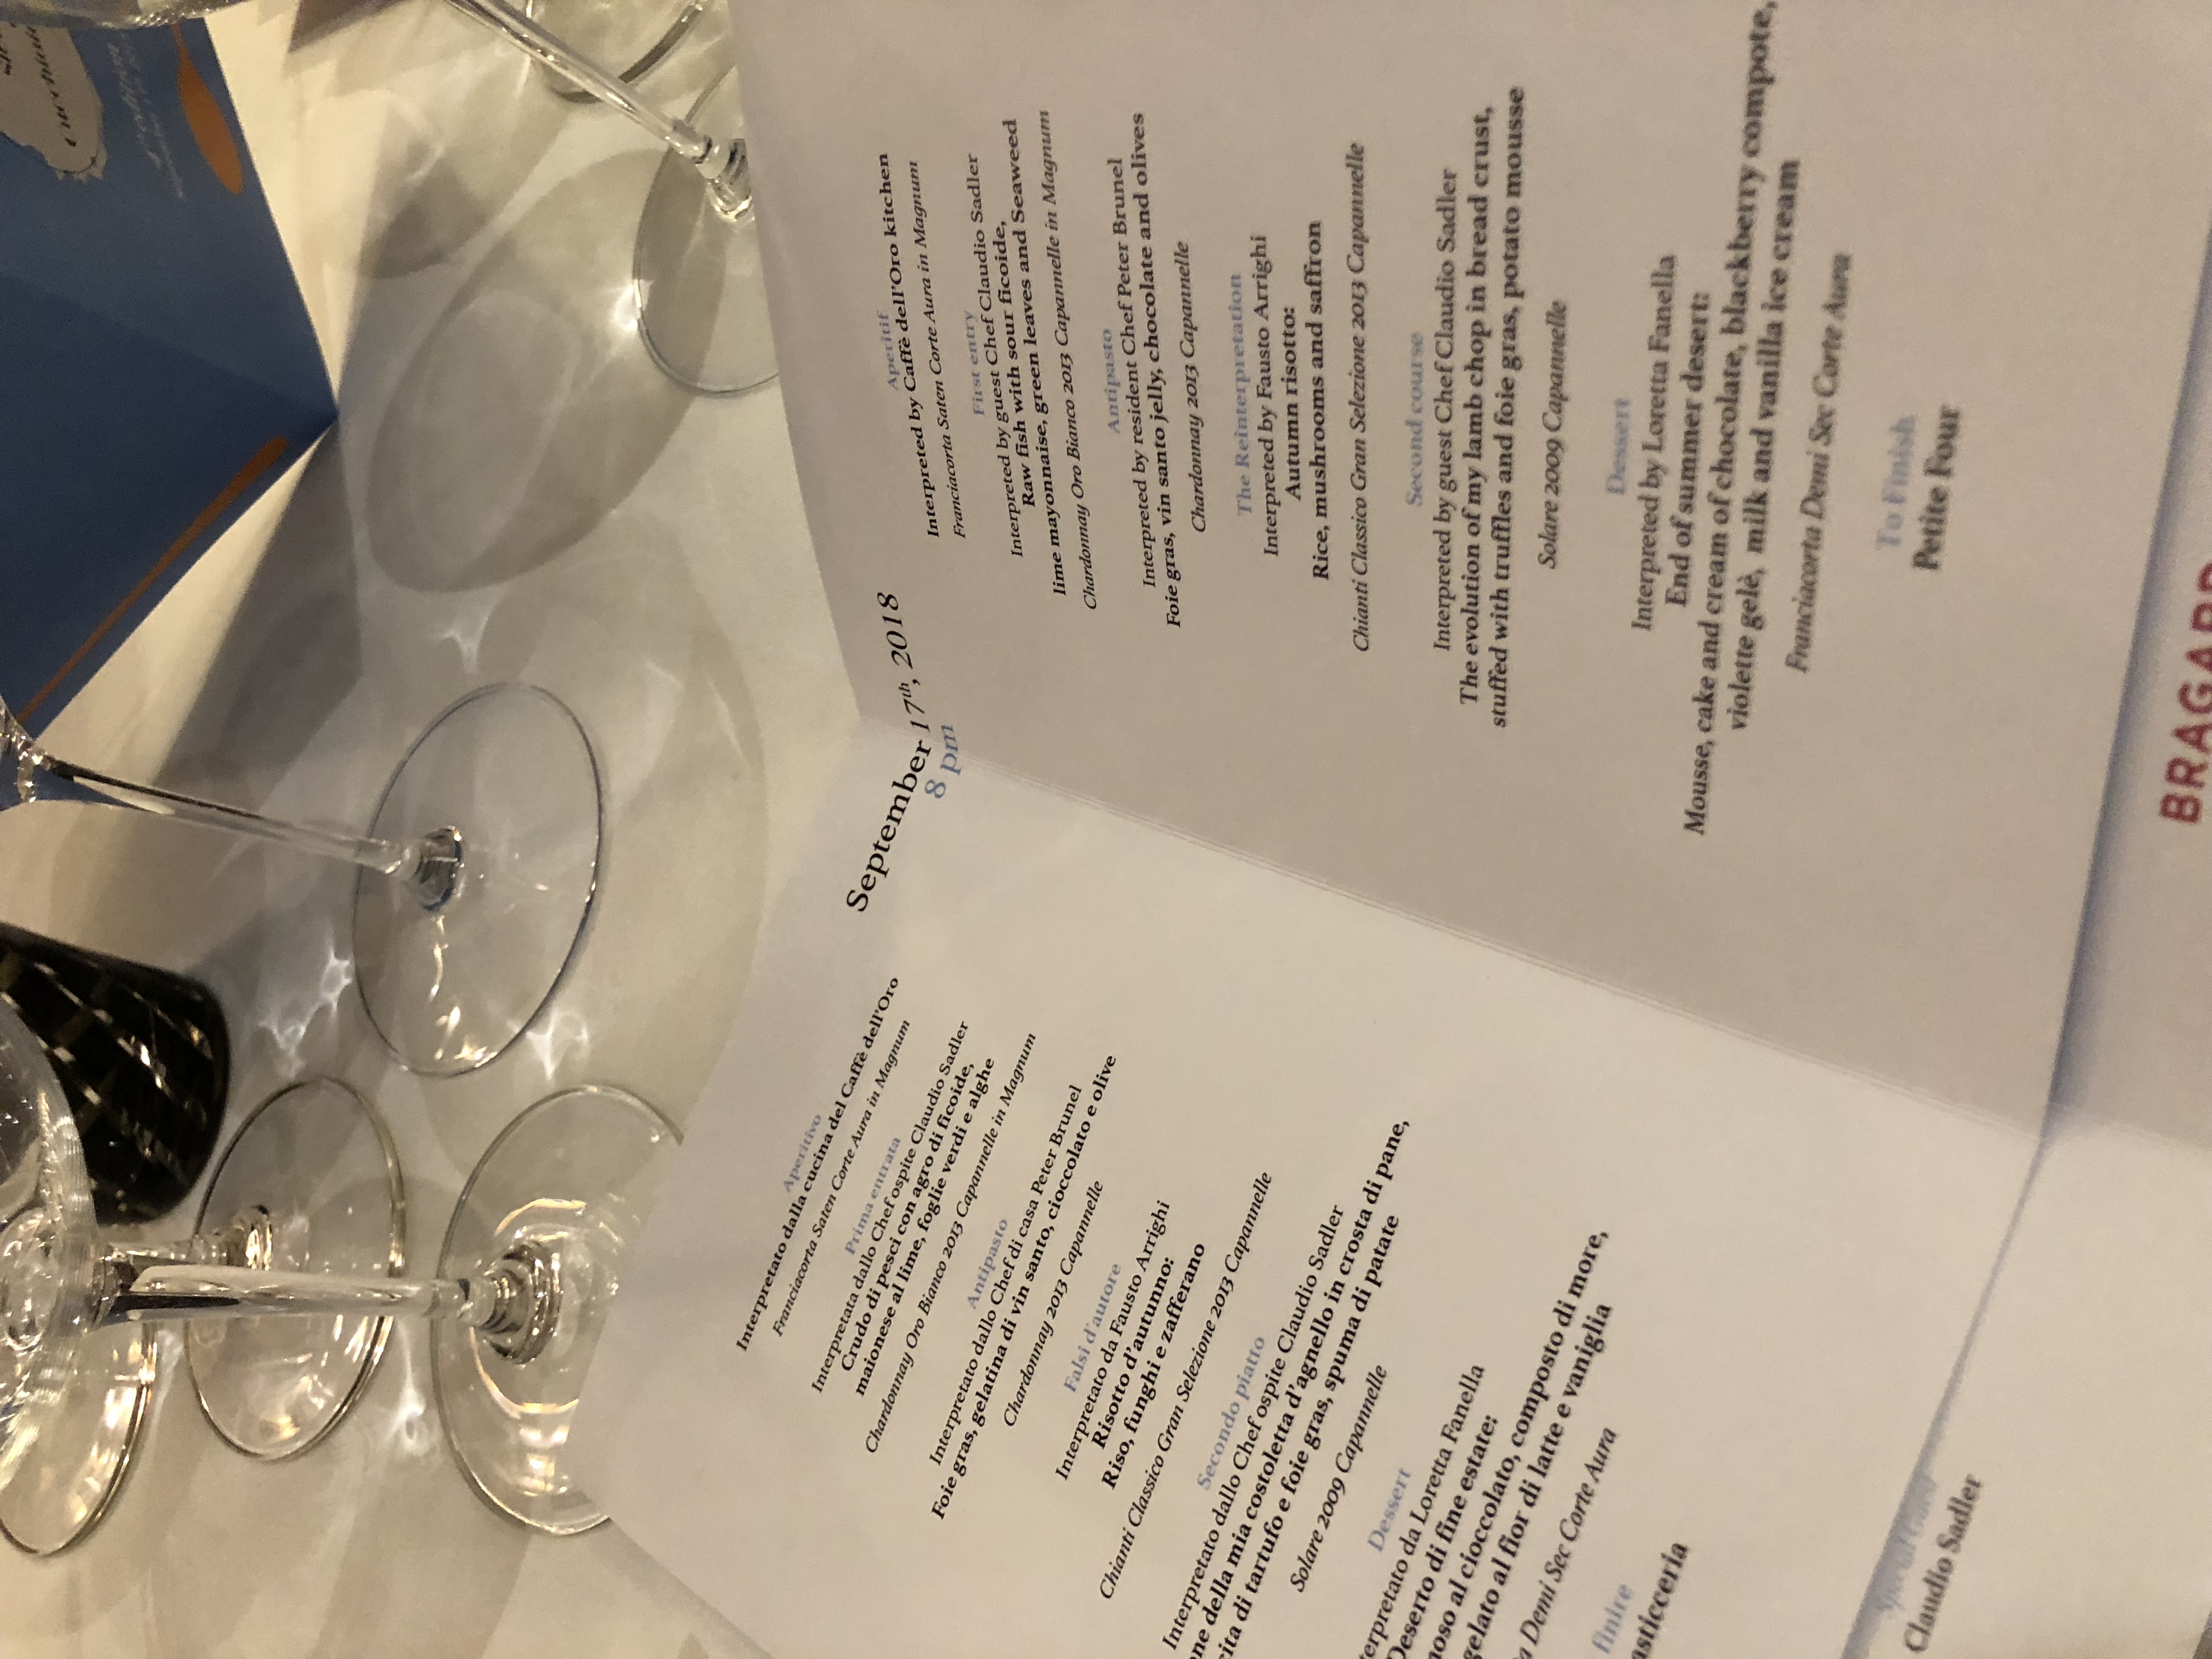 Cucchiaio
4th edition
September 17th, 2018
8 pm
Aperitivo
Interpretato dalla cucina del Caffè dell'Oro
Franciacorta Saten Corte Aura in Magnum
Prima entrata
Interpretata dallo Chef ospite Claudio Sadler
Crudo di pesci con agro di ficoide,
maionese al lime, foglie verdi e alghe
Chardonnay Oro Bianco 2013 Capannelle in Magnum
Antipasto
Interpretato dallo Chef di casa Peter Brunel
Foie gras, gelatina di vin santo, cioccolato e olive
Chardonnay 2013 Capannelle
Falsi d'autore
Interpretato da Fausto Arrighi
Risotto d'autunno:
Riso, funghi e zafferano
Chianti Classico Gran Selezione 2013 Capannelle
Secondo piatto
Interpretato dallo Chef ospite Claudio Sadler
della mia costoletta d'agnello in crosta di pane,
di tartufo e foie gras, spuma di patate
Solare 2009 Capannelle
Dessert
da Loretta Fanella
Deserto di fine estate:
al cioccolato, composto di more,
gelato al fior di latte e vaniglia
Demi Sec Corte Aura
finire
Special Guest
Claudio Sadler
Aperitif
Interpreted by Caffè dell'Oro kitchen
Franciacorta Saten Corte Aura in Magnum
First entry
Interpreted by guest Chef Claudio Sadler
Raw fish with sour ficoide,
lime mayonnaise, green leaves and Seaweed
Chardonnay Oro Bianco 2013 Capannelle in Magnum
Antipasto
Interpreted by resident Chef Peter Brunel
Foie gras, vin santo jelly, chocolate and olives
Chardonnay 2013 Capannelle
The Reinterpretation
Interpreted by Fausto Arrighi
Autumn risotto:
Rice, mushrooms and saffron
Chianti Classico Gran Selezione 2013 Capannelle
Second course
Interpreted by guest Chef Claudio Sadler
The evolution of my lamb chop in bread crust,
stuffed with truffles and foie gras, potato mousse
Solare 2009 Capannelle
Dessert
Interpreted by Loretta Fanella
End of summer desert:
Mousse, cake and cream of chocolate, blackberry compote,
violette gelè, milk and vanilla ice cream
Franciacorta Demi Sec Corte Aura
To Finish
Petite Four
BRAGARD